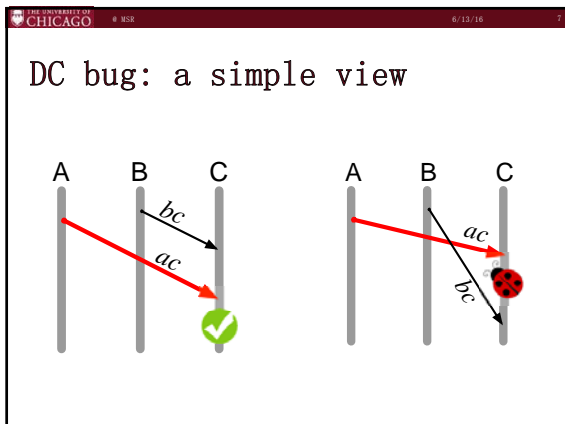 THE UNIVERSITY OF
CHICAGO @ MSR 6/13/16 7
DC bug: a simple view
A B C A B C
bc
ac
ac
bc